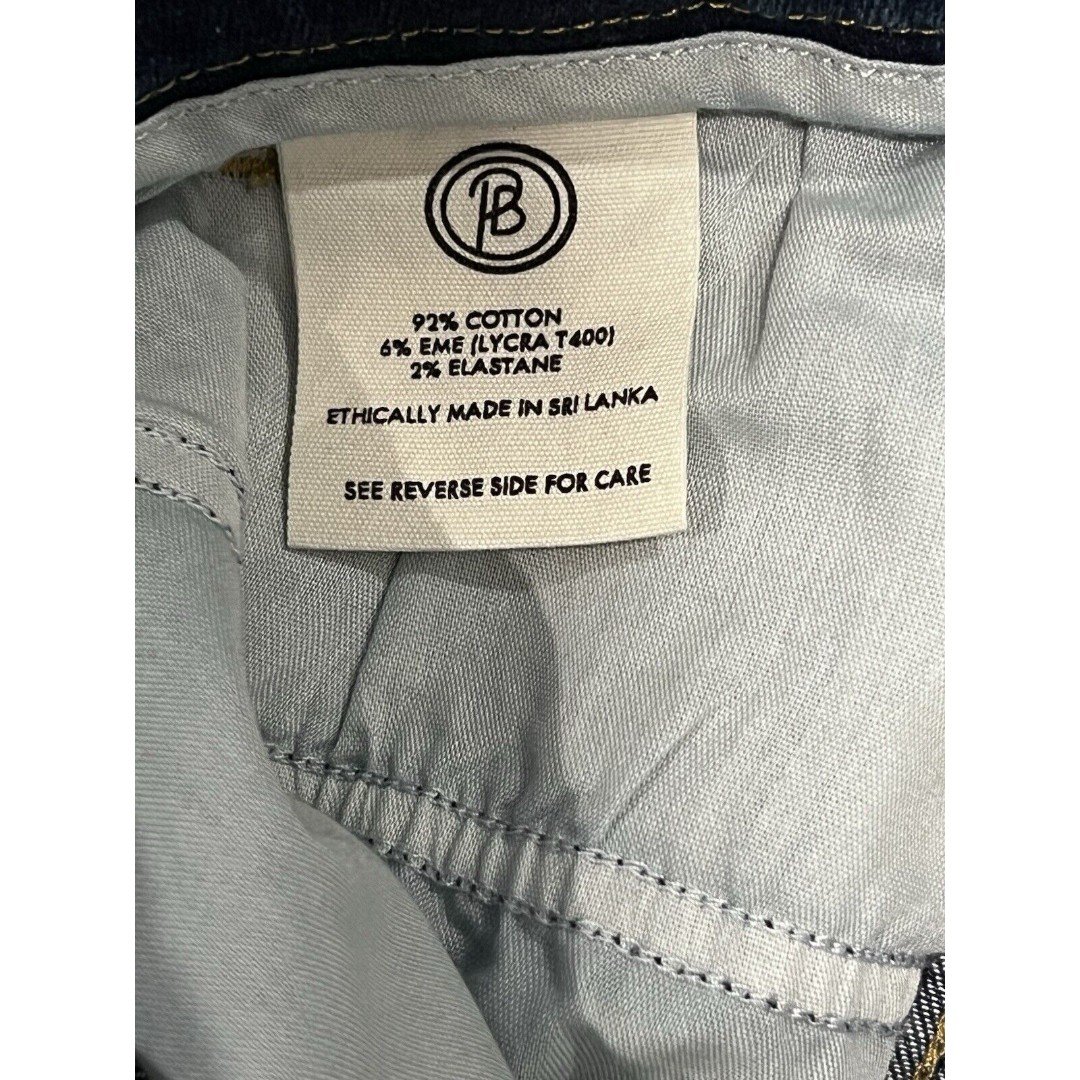 PB
92% COTTON
6% EME (LYCRA T400)
2% ELASTANE
ETHICALLY MADE IN SRI LANKA
SEE REVERSE SIDE FOR CARE